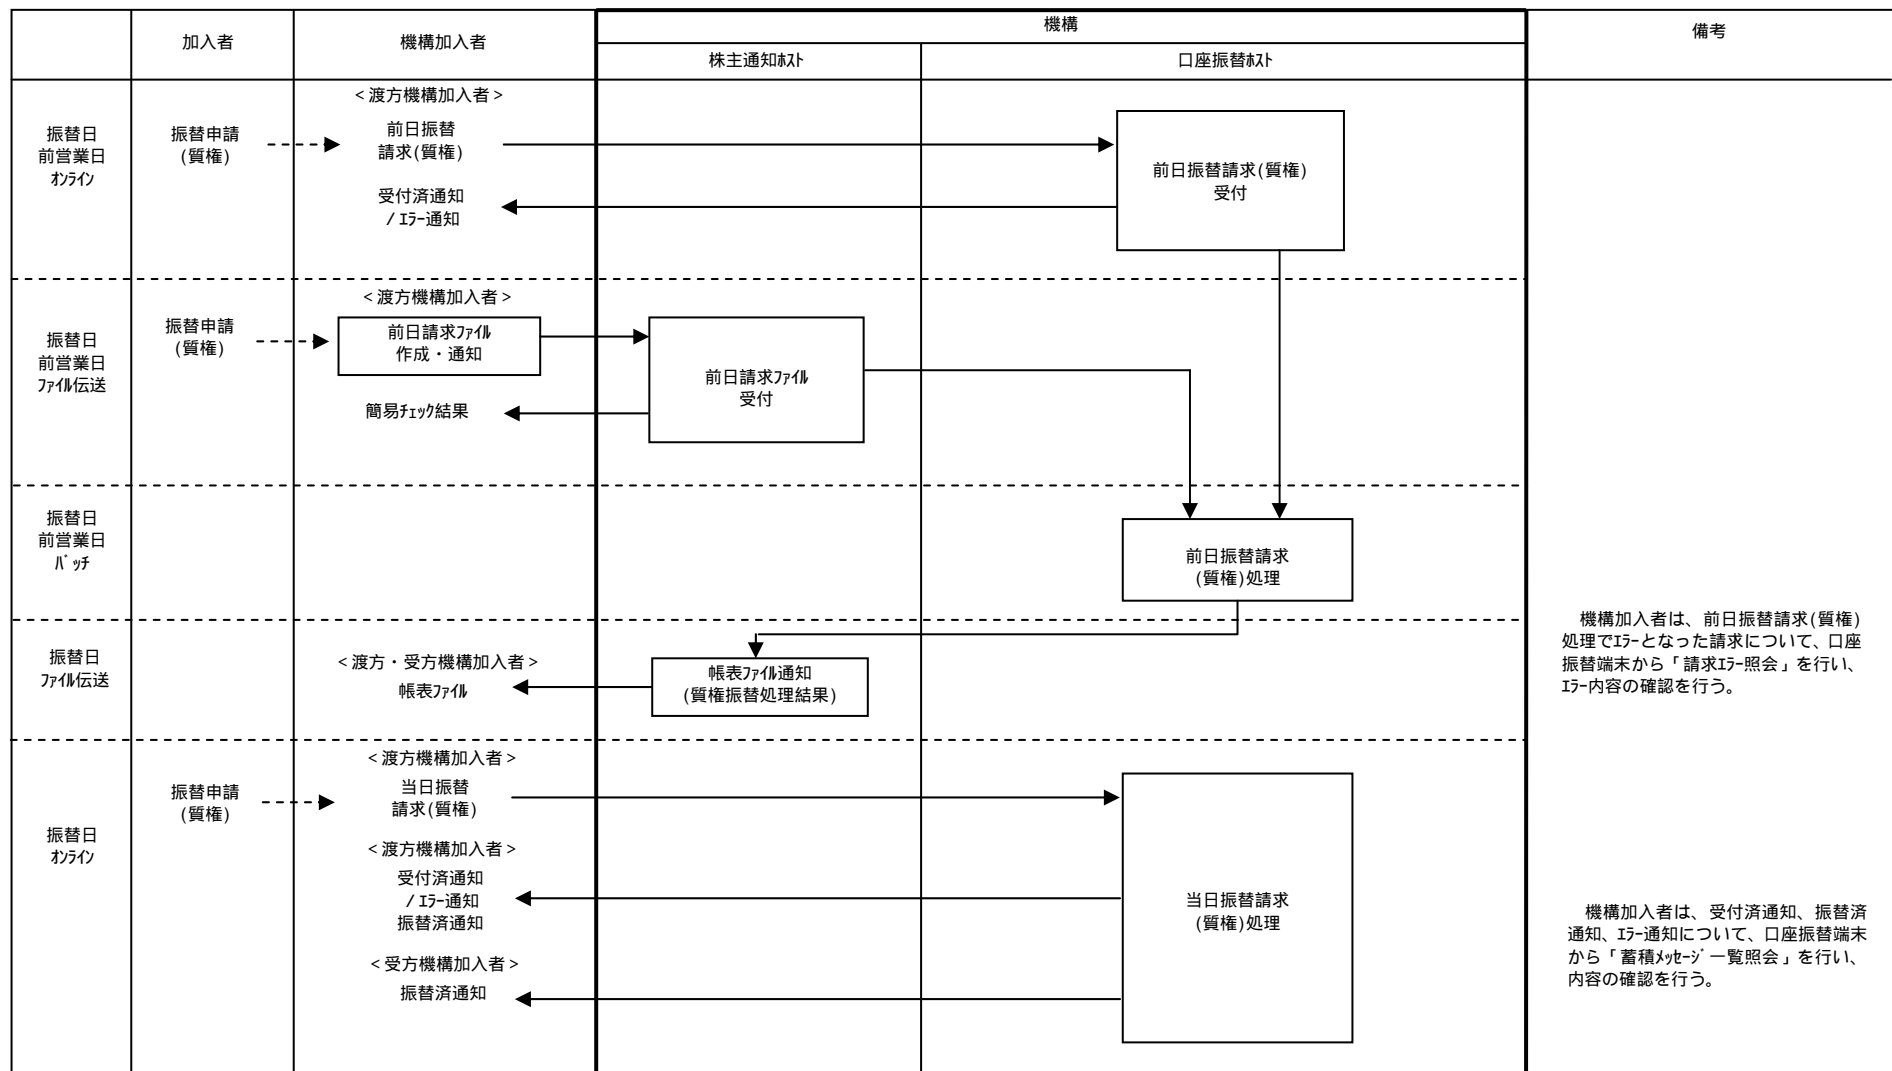 加入者
機構加入者
機構
備考
株主通知ﾎｽﾄ
口座振替ﾎｽﾄ
振替日
前営業日
ｵﾝﾗｲﾝ
振替申請
(質権)
<渡方機構加入者>
前日振替
請求(質権)
受付済通知
/ｴﾗｰ通知
前日振替請求(質権)
受付
振替日
前営業日
ﾌｧｲﾙ伝送
振替申請
(質権)
<渡方機構加入者>
前日請求ﾌｧｲﾙ
作成・通知
簡易ﾁｪｯｸ結果
前日請求ﾌｧｲﾙ
受付
振替日
前営業日
ﾊﾞｯﾁ
前日振替請求
(質権)処理
振替日
ﾌｧｲﾙ伝送
<渡方・受方機構加入者>
帳表ﾌｧｲﾙ
帳表ﾌｧｲﾙ通知
(質権振替処理結果)
機構加入者は、前日振替請求(質権)
処理でｴﾗｰとなった請求について、口座
振替端末から「請求ｴﾗｰ照会」を行い、
ｴﾗｰ内容の確認を行う。
振替日
ｵﾝﾗｲﾝ
振替申請
(質権)
<渡方機構加入者>
当日振替
請求(質権)
<渡方機構加入者>
受付済通知
/ｴﾗｰ通知
振替済通知
<受方機構加入者>
振替済通知
当日振替請求
(質権)処理
機構加入者は、受付済通知、振替済
通知、ｴﾗｰ通知について、口座振替端末
から「蓄積ﾒｯｾｰｼﾞ一覧照会」を行い、
内容の確認を行う。